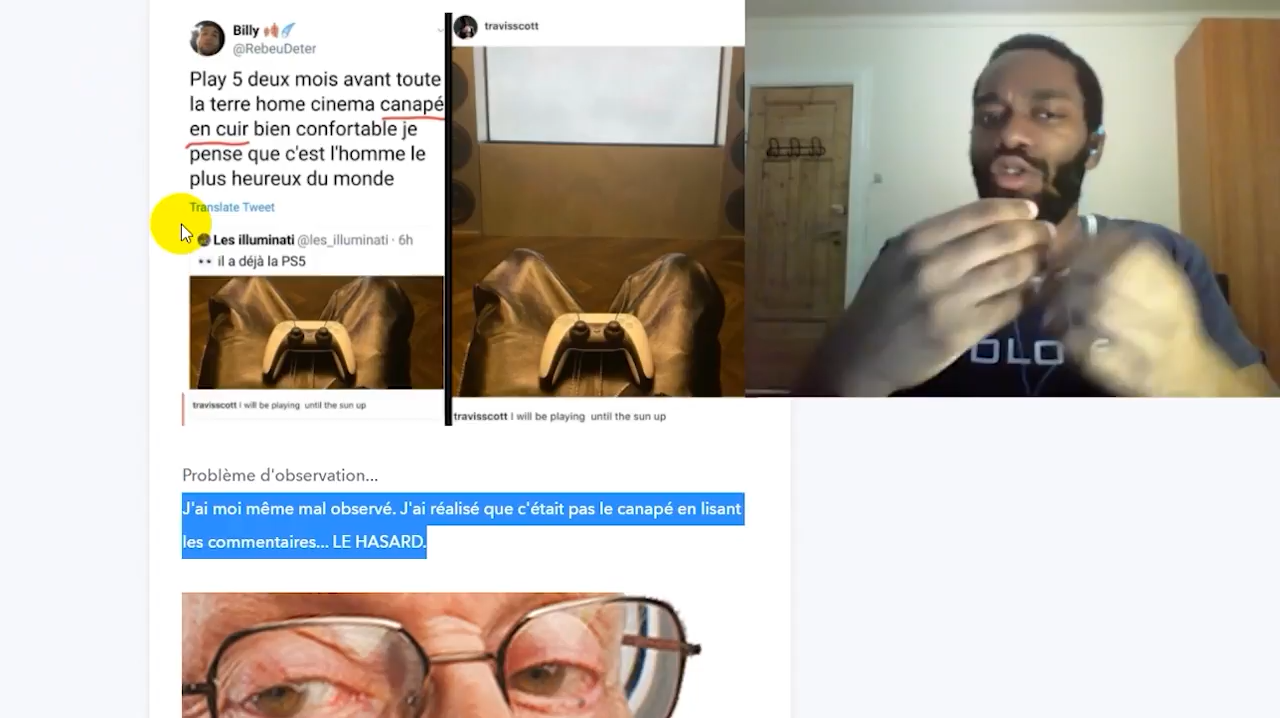 Billy
@RebeuDeter
Play 5 deux mois avant toute
la terre home cinema canapé
en cuir bien confortable je
pense que c'est l'homme le
plus heureux du monde
Translate Tweet
Les illuminati @les_illuminati · 6h
👀 il a déjà la PS5
travisscott I will be playing until the sun up
travisscott
travisscott I will be playing until the sun up
OLO
Problème d'observation...
J'ai moi même mal observé. J'ai réalisé que c'était pas le canapé en lisant
les commentaires... LE HASARD.